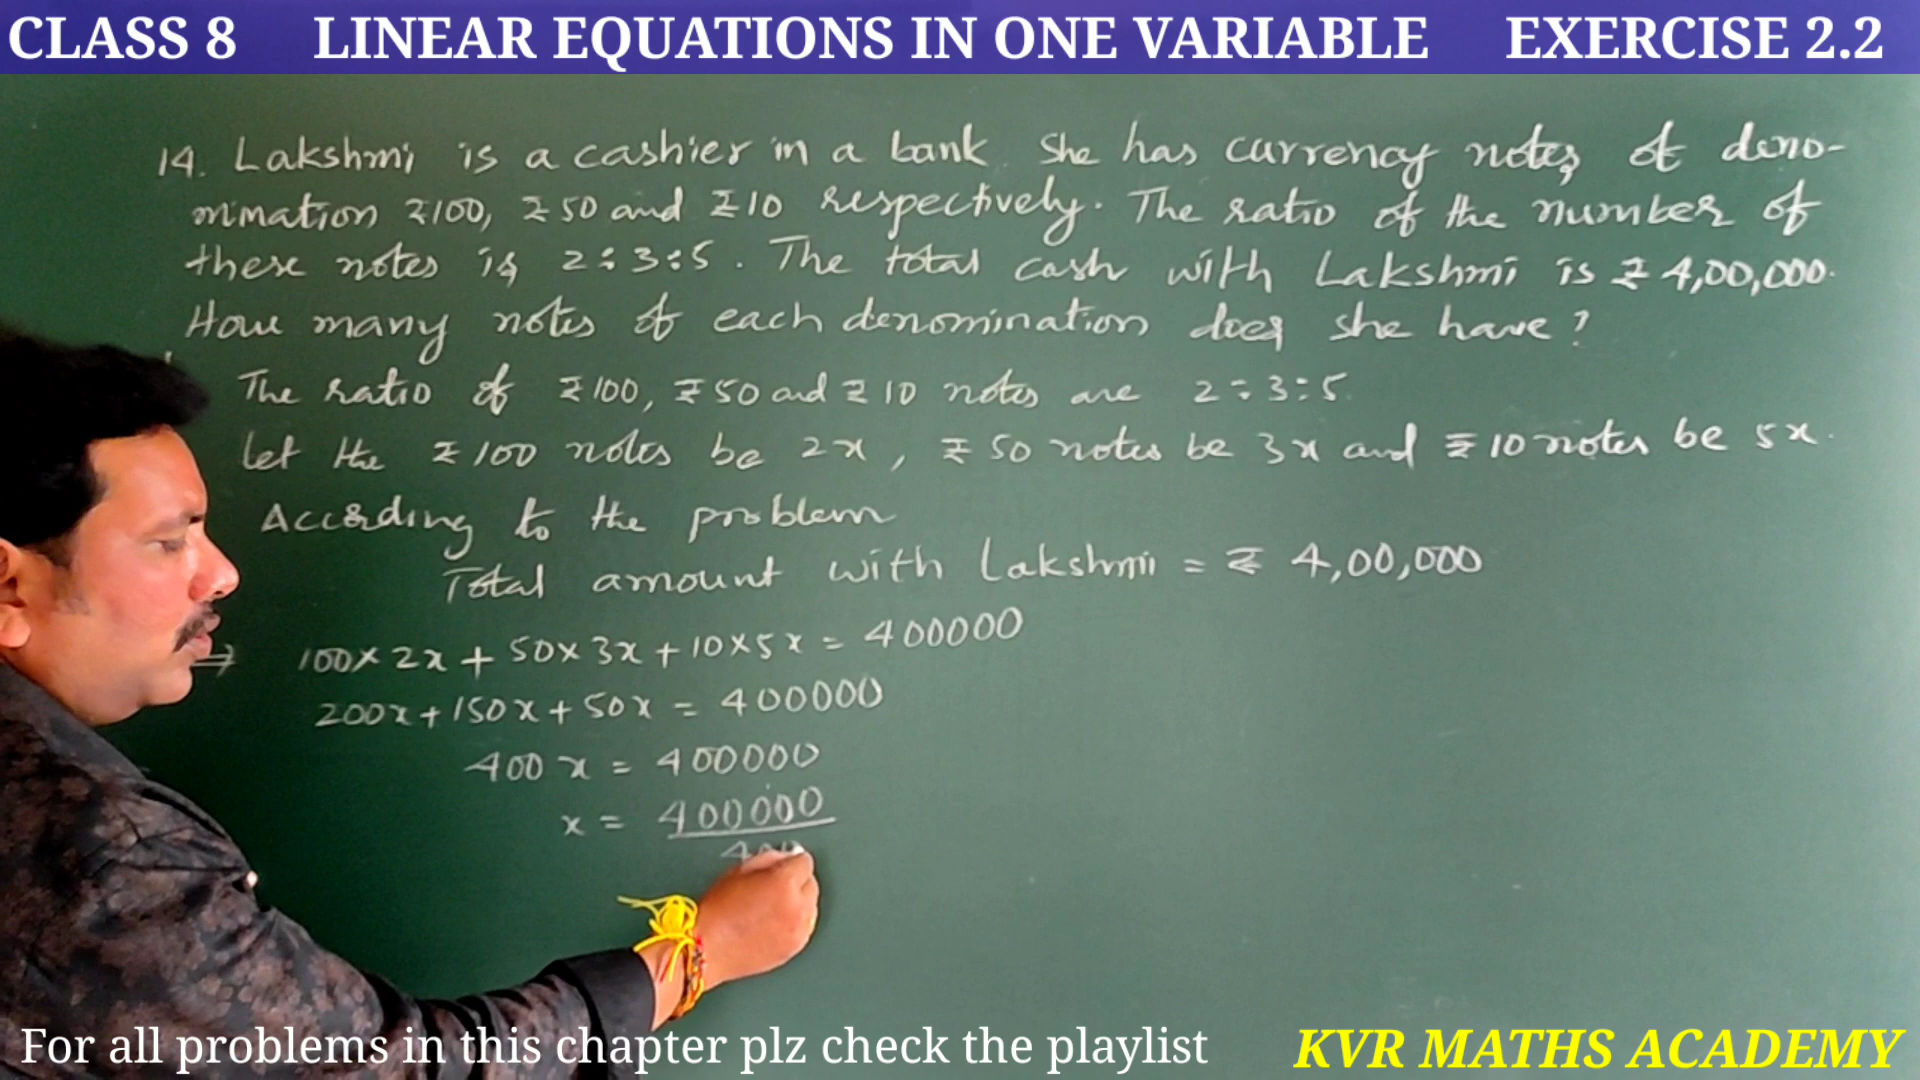 CLASS 8 LINEAR EQUATIONS IN ONE VARIABLE EXERCISE 2.2
14. Lakshmi is a cashier in a bank. She has currency notes of deno-
mination ₹100, ₹50 and ₹10 respectively. The ratio of the number of
these notes is 2:3:5. The total cash with Lakshmi is ₹4,00,000.
How many notes of each denomination does she have?
The ratio of ₹100, ₹50 and ₹10 notes are 2:3:5.
Let the ₹100 notes be 2x, ₹50 notes be 3x and ₹10 notes be 5x.
According to the problem
Total amount with Lakshmi = ₹ 4,00,000
⇒ 100×2x + 50×3x + 10×5x = 400000
200x + 150x + 50x = 400000
400x = 400000
x = 400000
400
For all problems in this chapter plz check the playlist KVR MATHS ACADEMY